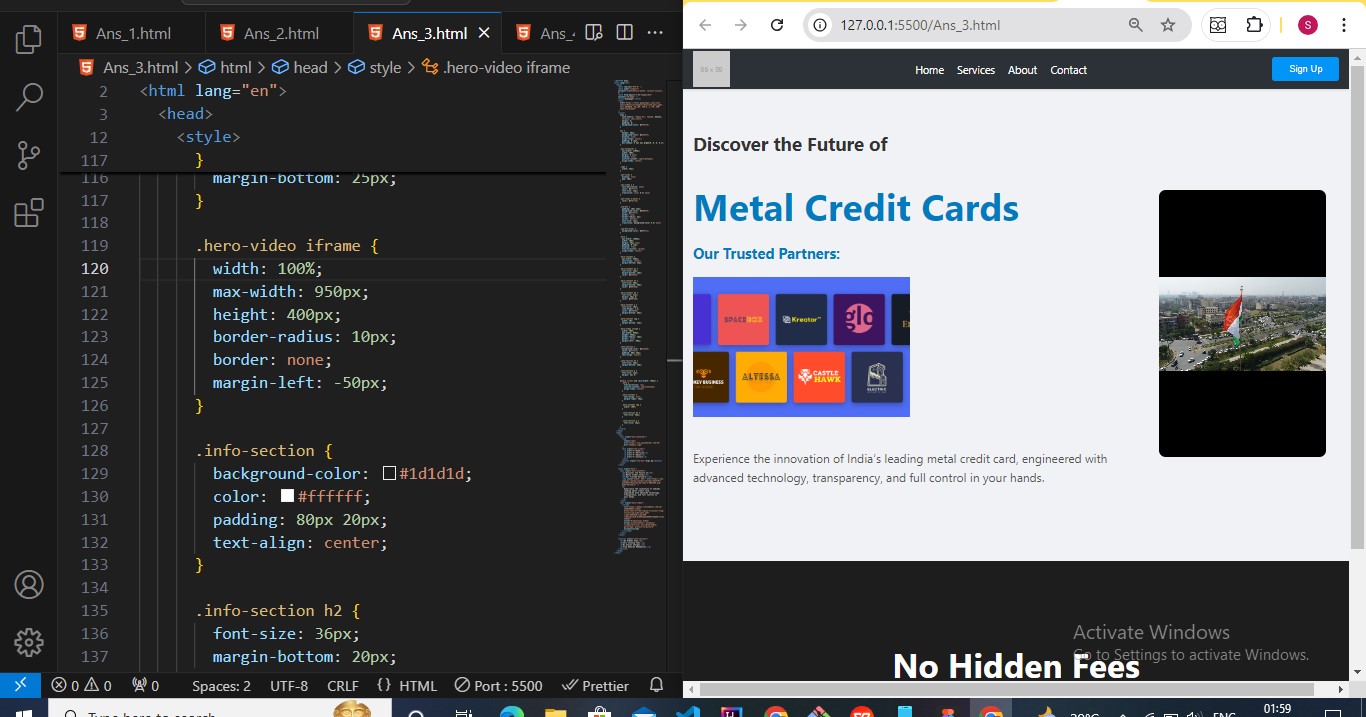 Ans_1.html
Ans_2.html
Ans_3.html
Ans_4
Ans_3.html > html > head > style > .hero-video iframe
2 <html lang="en">
3 <head>
12 <style>
117 }
116 margin-bottom: 25px;
117 }
118
119 .hero-video iframe {
120 width: 100%;
121 max-width: 950px;
122 height: 400px;
123 border-radius: 10px;
124 border: none;
125 margin-left: -50px;
126 }
127
128 .info-section {
129 background-color: #1d1d1d;
130 color: #ffffff;
131 padding: 80px 20px;
132 text-align: center;
133 }
134
135 .info-section h2 {
136 font-size: 36px;
137 margin-bottom: 20px;
0 0 0 Spaces: 2 UTF-8 CRLF {} HTML Port : 5500 Prettier
127.0.0.1:5500/Ans_3.html
S
Home Services About Contact
Sign Up
Discover the Future of
Metal Credit Cards
Our Trusted Partners:
SPACEBOX
Kreator™
glo
KEY BUSINESS
ALTESSA
CASTLE
HAWK
ELECTRIC
Experience the innovation of India's leading metal credit card, engineered with
advanced technology, transparency, and full control in your hands.
No Hidden Fees
Activate Windows
Go to Settings to activate Windows.
Type here to search
ENG
01:59